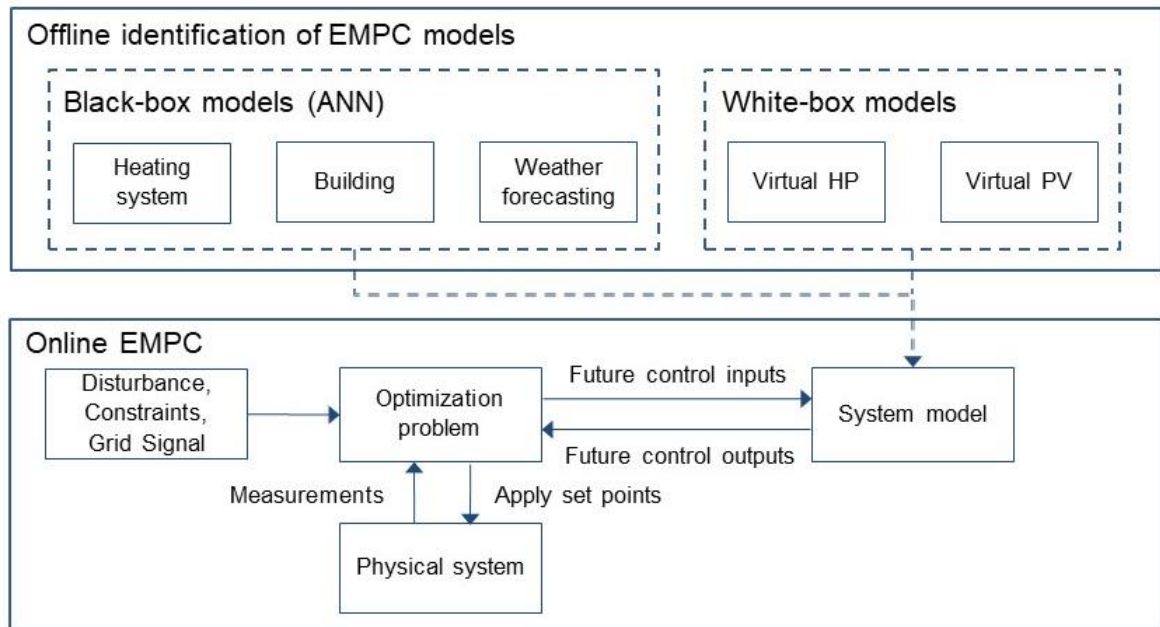 Offline identification of EMPC models
Black-box models (ANN)
Heating
system
Building
Weather
forecasting
White-box models
Virtual HP
Virtual PV
Online EMPC
Disturbance,
Constraints,
Grid Signal
Optimization
problem
Future control inputs
Future control outputs
System model
Measurements
Apply set points
Physical system